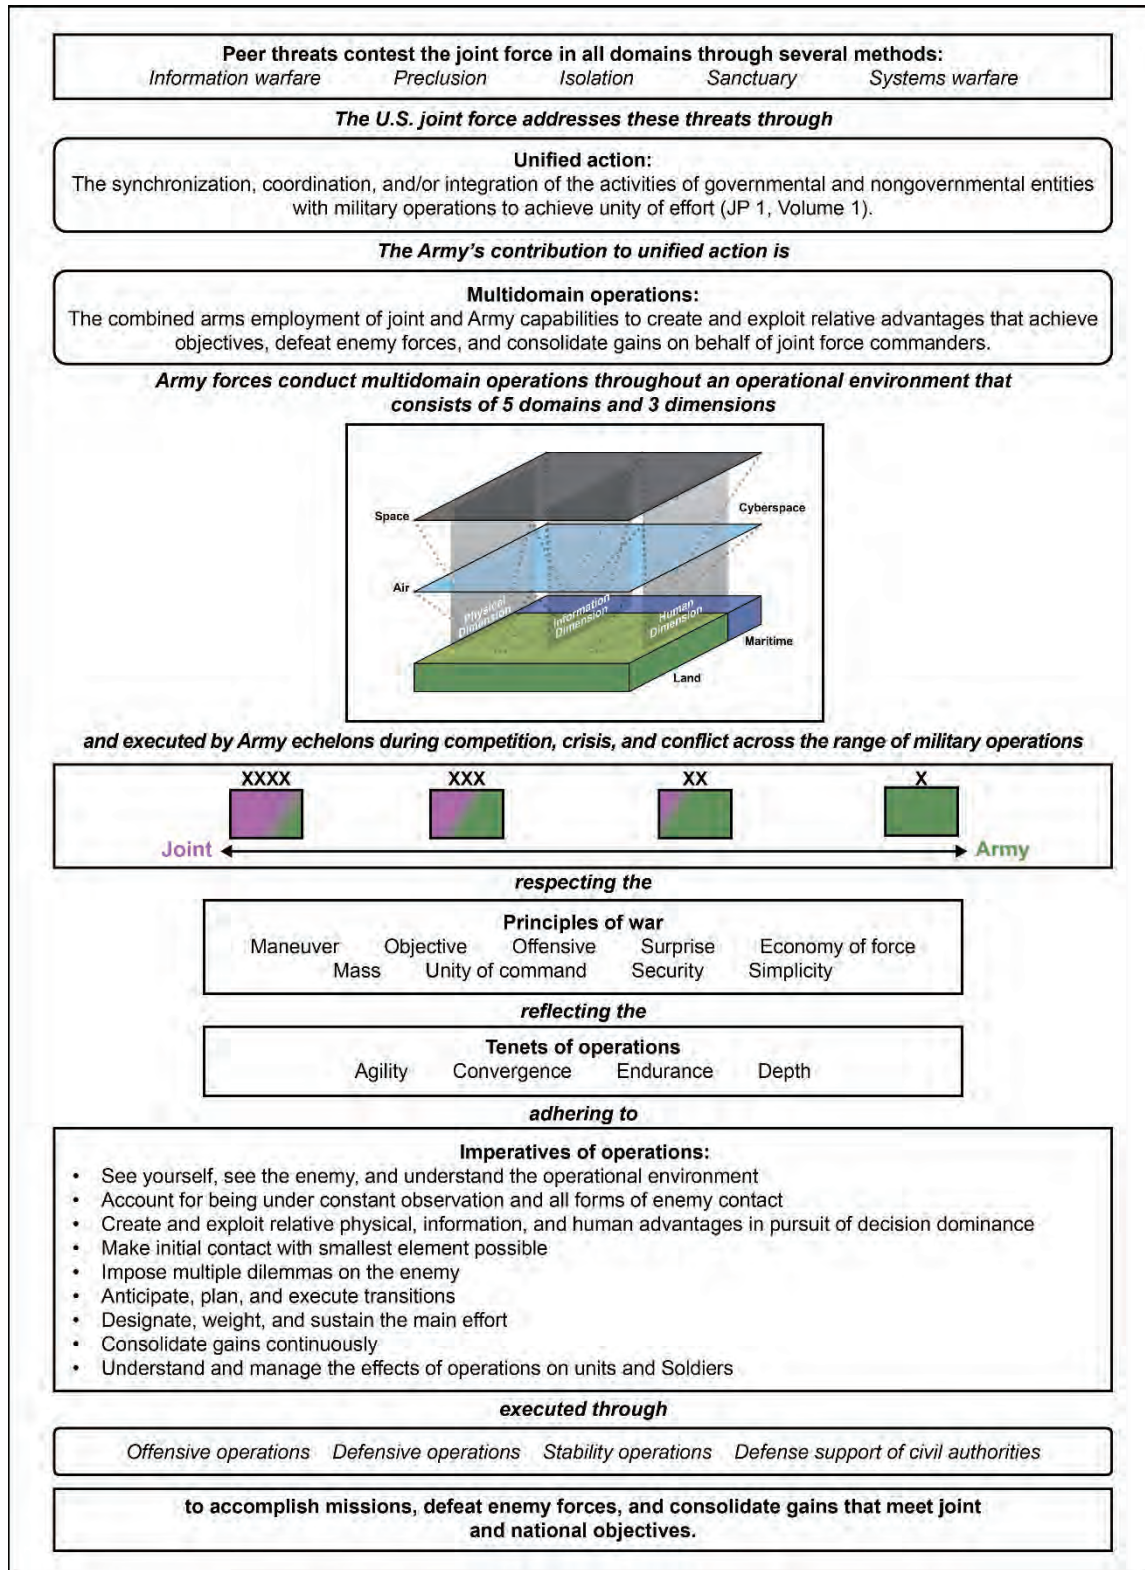 Peer threats contest the joint force in all domains through several methods:
Information warfare Preclusion Isolation Sanctuary Systems warfare
The U.S. joint force addresses these threats through
Unified action:
The synchronization, coordination, and/or integration of the activities of governmental and nongovernmental entities
with military operations to achieve unity of effort (JP 1, Volume 1).
The Army's contribution to unified action is
Multidomain operations:
The combined arms employment of joint and Army capabilities to create and exploit relative advantages that achieve
objectives, defeat enemy forces, and consolidate gains on behalf of joint force commanders.
Army forces conduct multidomain operations throughout an operational environment that
consists of 5 domains and 3 dimensions
Space
Cyberspace
Air
Physical
Dimension
Information
Dimension
Human
Dimension
Maritime
Land
and executed by Army echelons during competition, crisis, and conflict across the range of military operations
XXXX XXX XX X
Joint Army
respecting the
Principles of war
Maneuver Objective Offensive Surprise Economy of force
Mass Unity of command Security Simplicity
reflecting the
Tenets of operations
Agility Convergence Endurance Depth
adhering to
Imperatives of operations:
• See yourself, see the enemy, and understand the operational environment
• Account for being under constant observation and all forms of enemy contact
• Create and exploit relative physical, information, and human advantages in pursuit of decision dominance
• Make initial contact with smallest element possible
• Impose multiple dilemmas on the enemy
• Anticipate, plan, and execute transitions
• Designate, weight, and sustain the main effort
• Consolidate gains continuously
• Understand and manage the effects of operations on units and Soldiers
executed through
Offensive operations Defensive operations Stability operations Defense support of civil authorities
to accomplish missions, defeat enemy forces, and consolidate gains that meet joint
and national objectives.